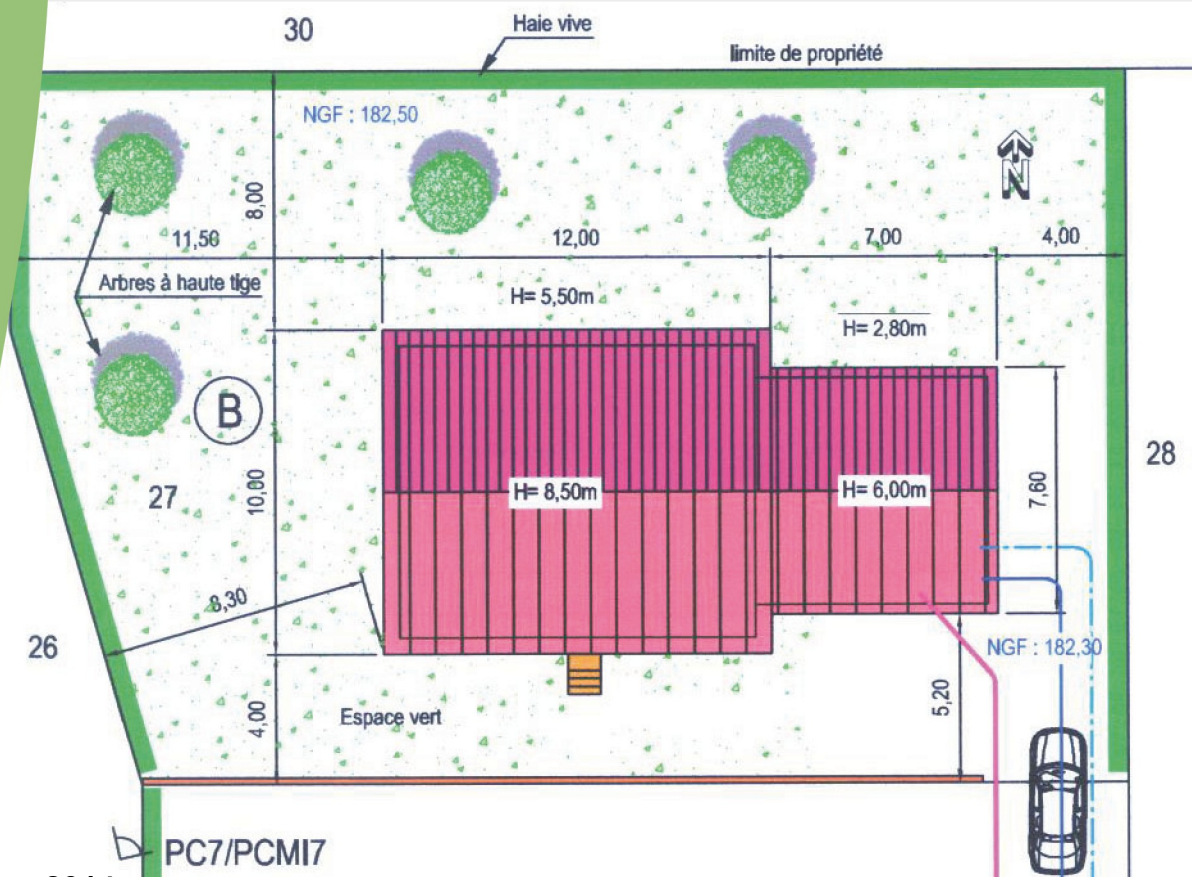 30
Haie vive
limite de propriété
NGF : 182,50
N
8,00
11,50
12,00
7,00
4,00
Arbres à haute tige
H= 5,50m
H= 2,80m
B
28
27
10,00
H= 8,50m
H= 6,00m
7,60
8,30
26
NGF : 182,30
5,20
4,00
Espace vert
PC7/PCMI7